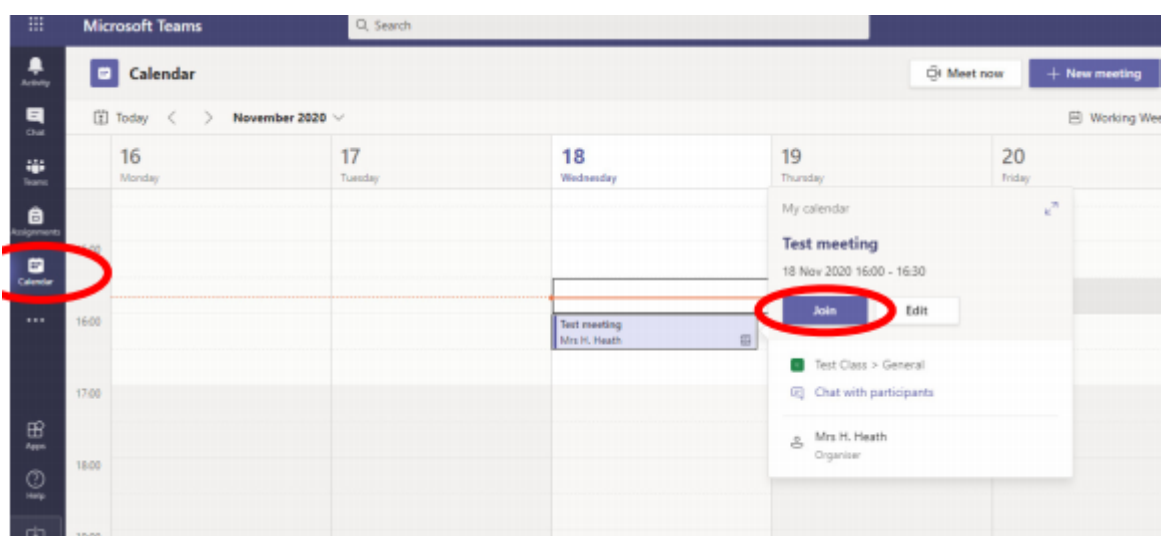 Microsoft Teams
Search
Activity
Chat
Teams
Assignments
Calendar
Apps
Help
Calendar
Meet now
+ New meeting
Today < > November 2020
Working Wee
16
Monday
17
Tuesday
18
Wednesday
19
Thursday
20
Friday
16:00
17:00
18:00
Test meeting
Mrs H. Heath
My calendar
Test meeting
18 Nov 2020 16:00 - 16:30
Join
Edit
Test Class > General
Chat with participants
Mrs H. Heath
Organiser